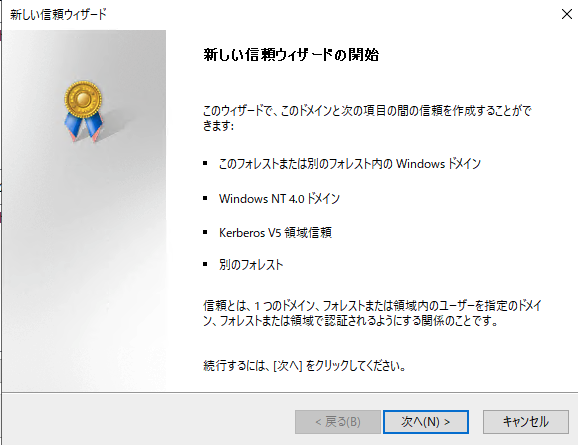 新しい信頼ウィザード
新しい信頼ウィザードの開始
このウィザードで、このドメインと次の項目の間の信頼を作成することがで
きます:
▪ このフォレストまたは別のフォレスト内の Windows ドメイン
▪ Windows NT 4.0 ドメイン
▪ Kerberos V5 領域信頼
▪ 別のフォレスト
信頼とは、1 つのドメイン、フォレストまたは領域内のユーザーを指定のドメイ
ン、フォレストまたは領域で認証されるようにする関係のことです。
続行するには、[次へ] をクリックしてください。
< 戻る(B) 次へ(N) > キャンセル